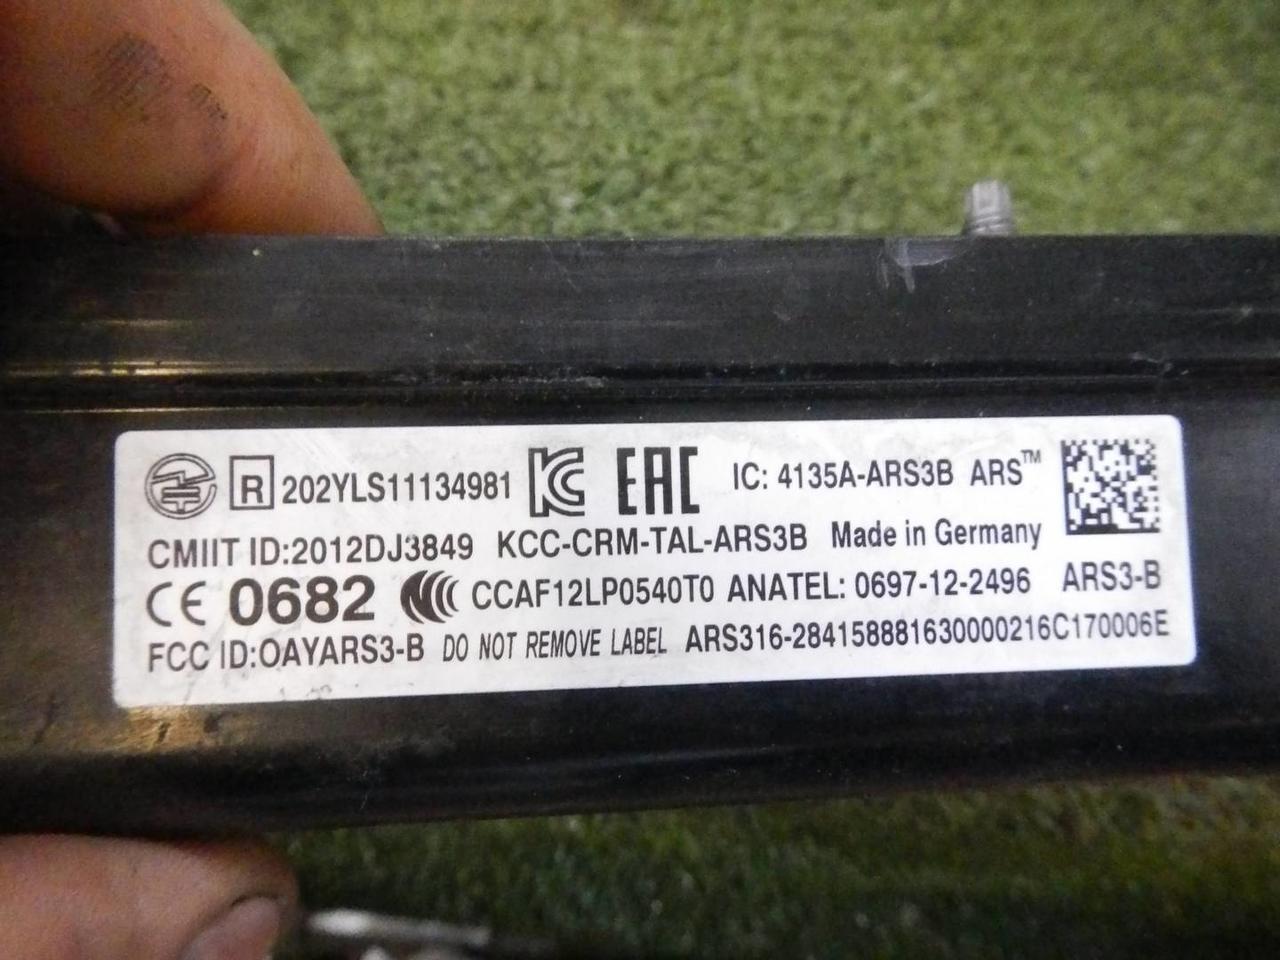 R 202YLS11134981 KC EAC IC: 4135A-ARS3B ARS™
CMIIT ID:2012DJ3849 KCC-CRM-TAL-ARS3B Made in Germany
CE 0682 CCAF12LP0540T0 ANATEL: 0697-12-2496 ARS3-B
FCC ID:OAYARS3-B DO NOT REMOVE LABEL ARS316-284158881630000216C170006E